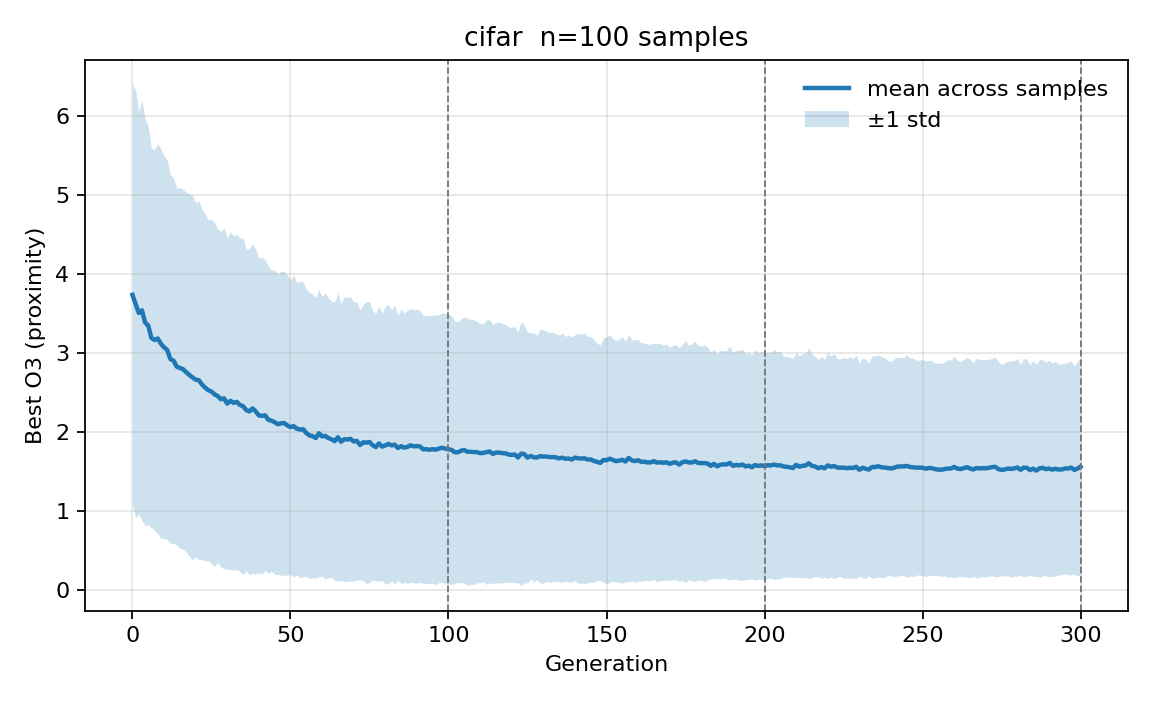 cifar  n=100 samples
mean across samples
±1 std
Best O3 (proximity)
6
5
4
3
2
1
0
0 50 100 150 200 250 300
Generation